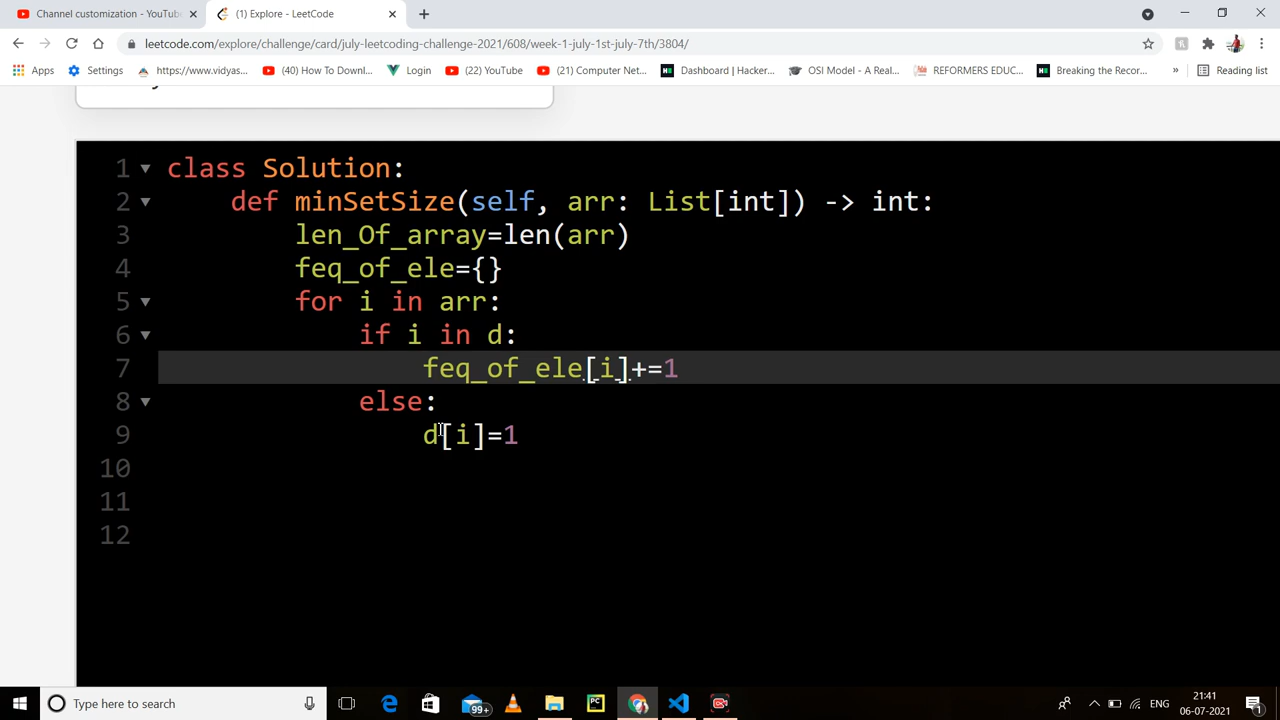 Channel customization - YouTub
(1) Explore - LeetCode
leetcode.com/explore/challenge/card/july-leetcoding-challenge-2021/608/week-1-july-1st-july-7th/3804/
Apps Settings https://www.vidyas... (40) How To Downl... Login (22) YouTube (21) Computer Net... Dashboard | Hacker... OSI Model - A Real... REFORMERS EDUC... Breaking the Recor... » Reading list
1 class Solution:
2 def minSetSize(self, arr: List[int]) -> int:
3 len_Of_array=len(arr)
4 feq_of_ele={}
5 for i in arr:
6 if i in d:
7 feq_of_ele[i]+=1
8 else:
9 d[i]=1
10
11
12
Type here to search
99+
PC
ENG
21:41
06-07-2021
1